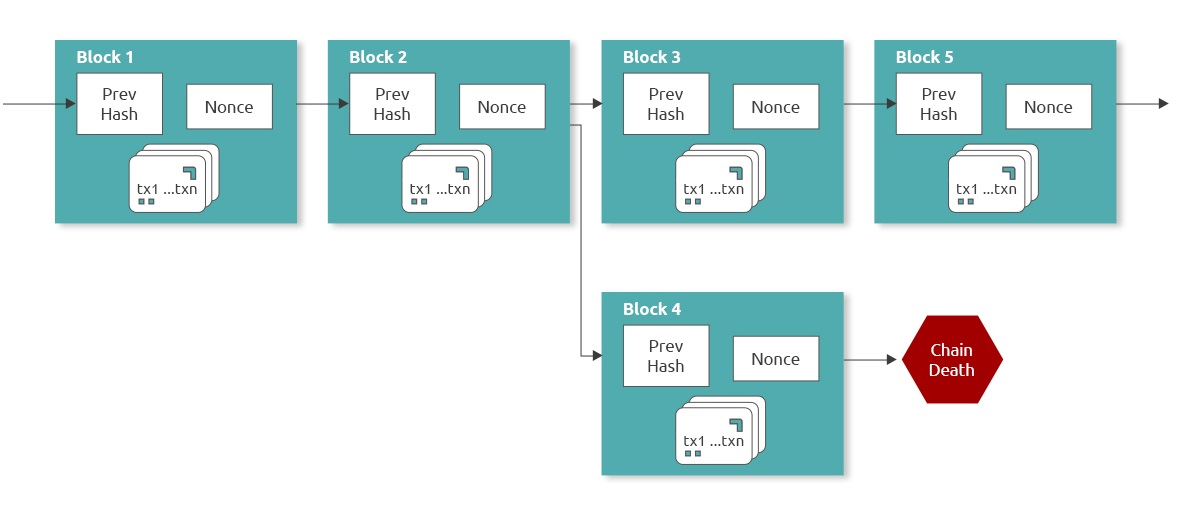 Block 1
Prev
Hash
Nonce
tx1 ...txn
Block 2
Prev
Hash
Nonce
tx1 ...txn
Block 3
Prev
Hash
Nonce
tx1 ...txn
Block 5
Prev
Hash
Nonce
tx1 ...txn
Block 4
Prev
Hash
Nonce
tx1 ...txn
Chain
Death